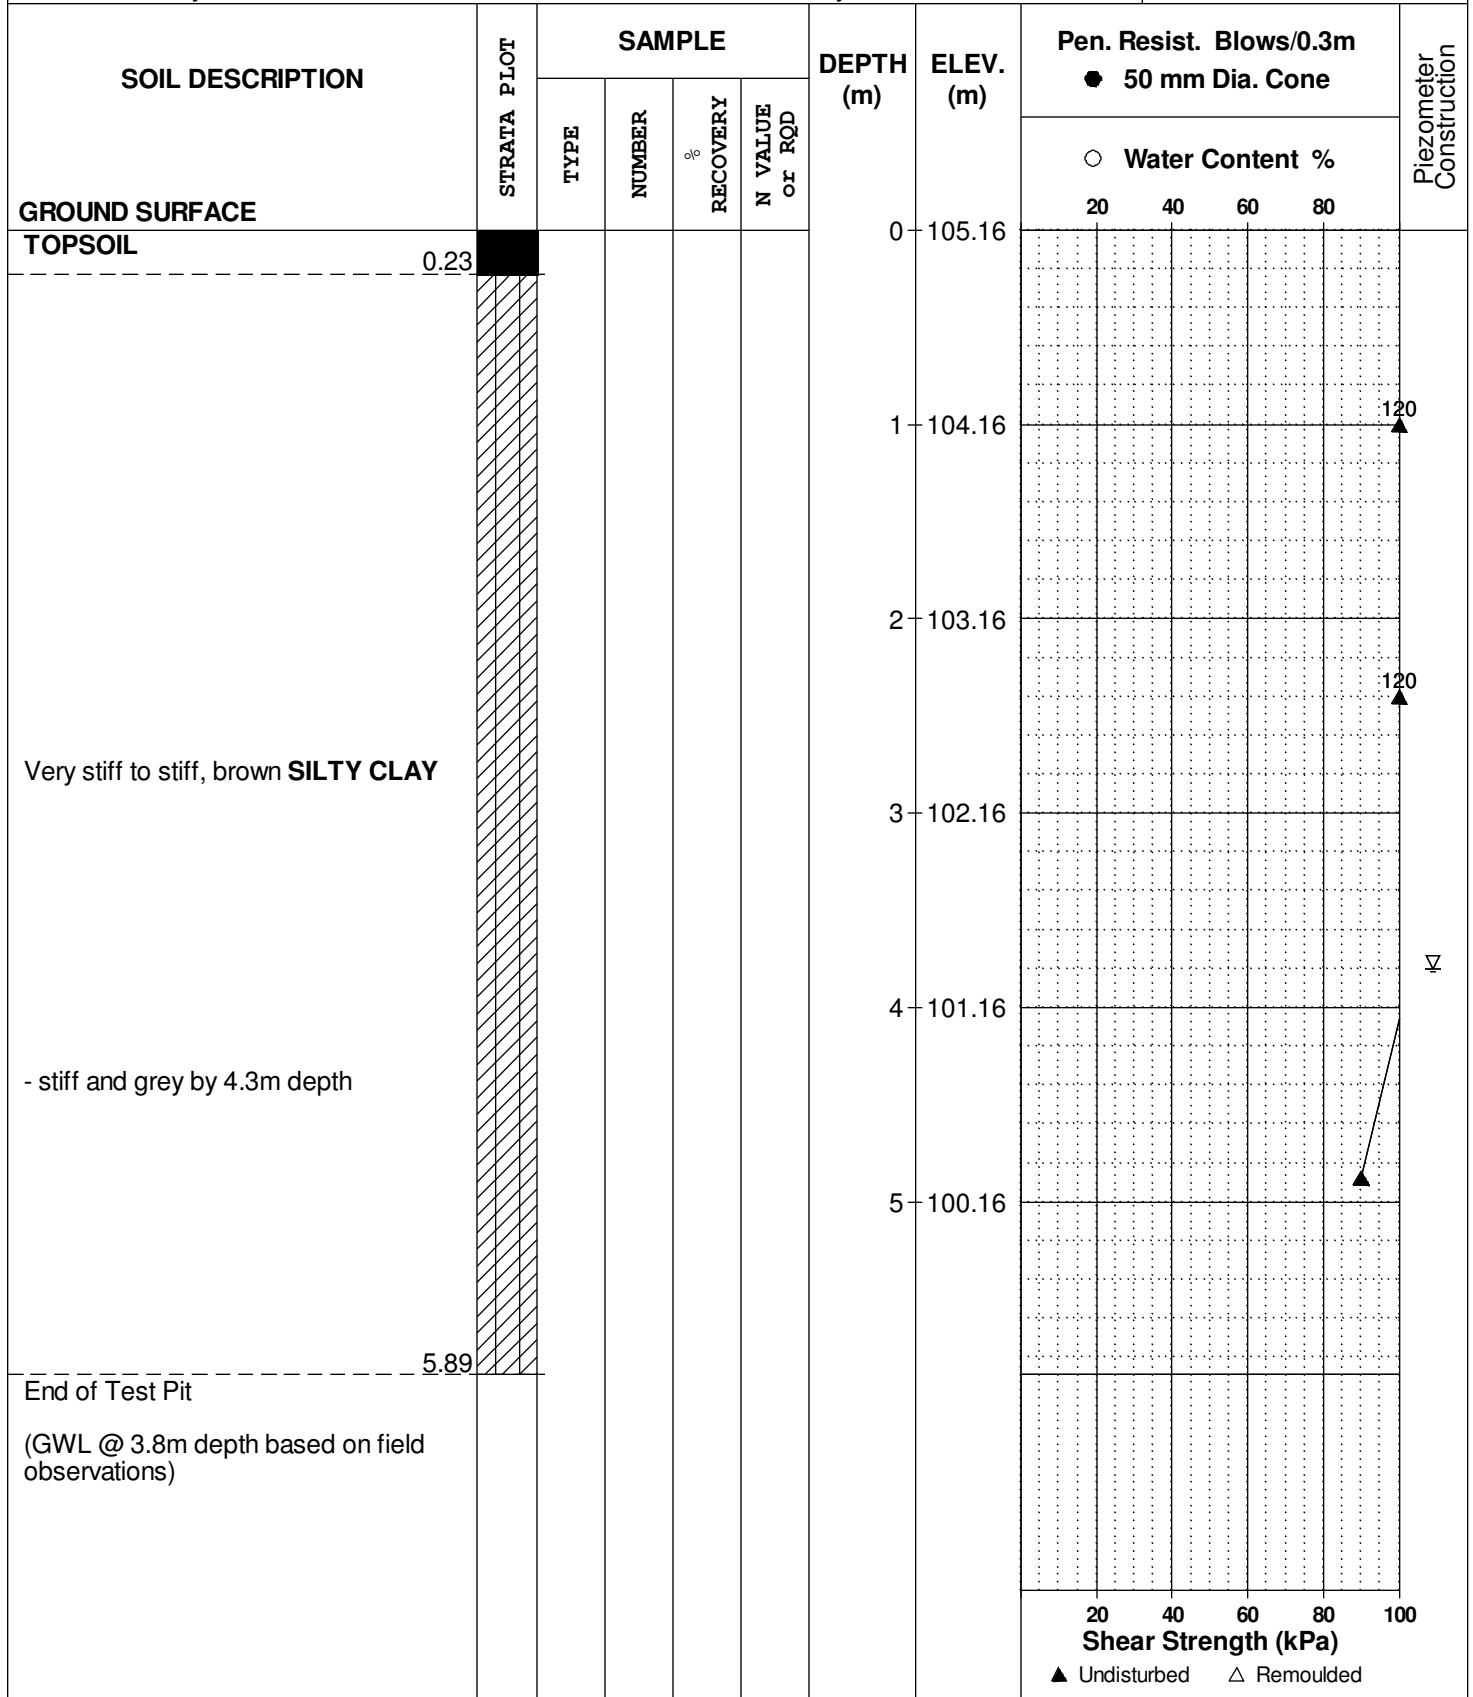 SOIL DESCRIPTION
GROUND SURFACE
STRATA PLOT
SAMPLE
TYPE
NUMBER
%
RECOVERY
N VALUE
or RQD
DEPTH
(m)
ELEV.
(m)
Pen. Resist. Blows/0.3m
● 50 mm Dia. Cone
○ Water Content %
20 40 60 80
Piezometer
Construction
TOPSOIL
0.23
0 105.16
120
1 104.16
2 103.16
120
Very stiff to stiff, brown SILTY CLAY
3 102.16
4 101.16
- stiff and grey by 4.3m depth
5 100.16
5.89
End of Test Pit
(GWL @ 3.8m depth based on field
observations)
20 40 60 80 100
Shear Strength (kPa)
▲ Undisturbed △ Remoulded